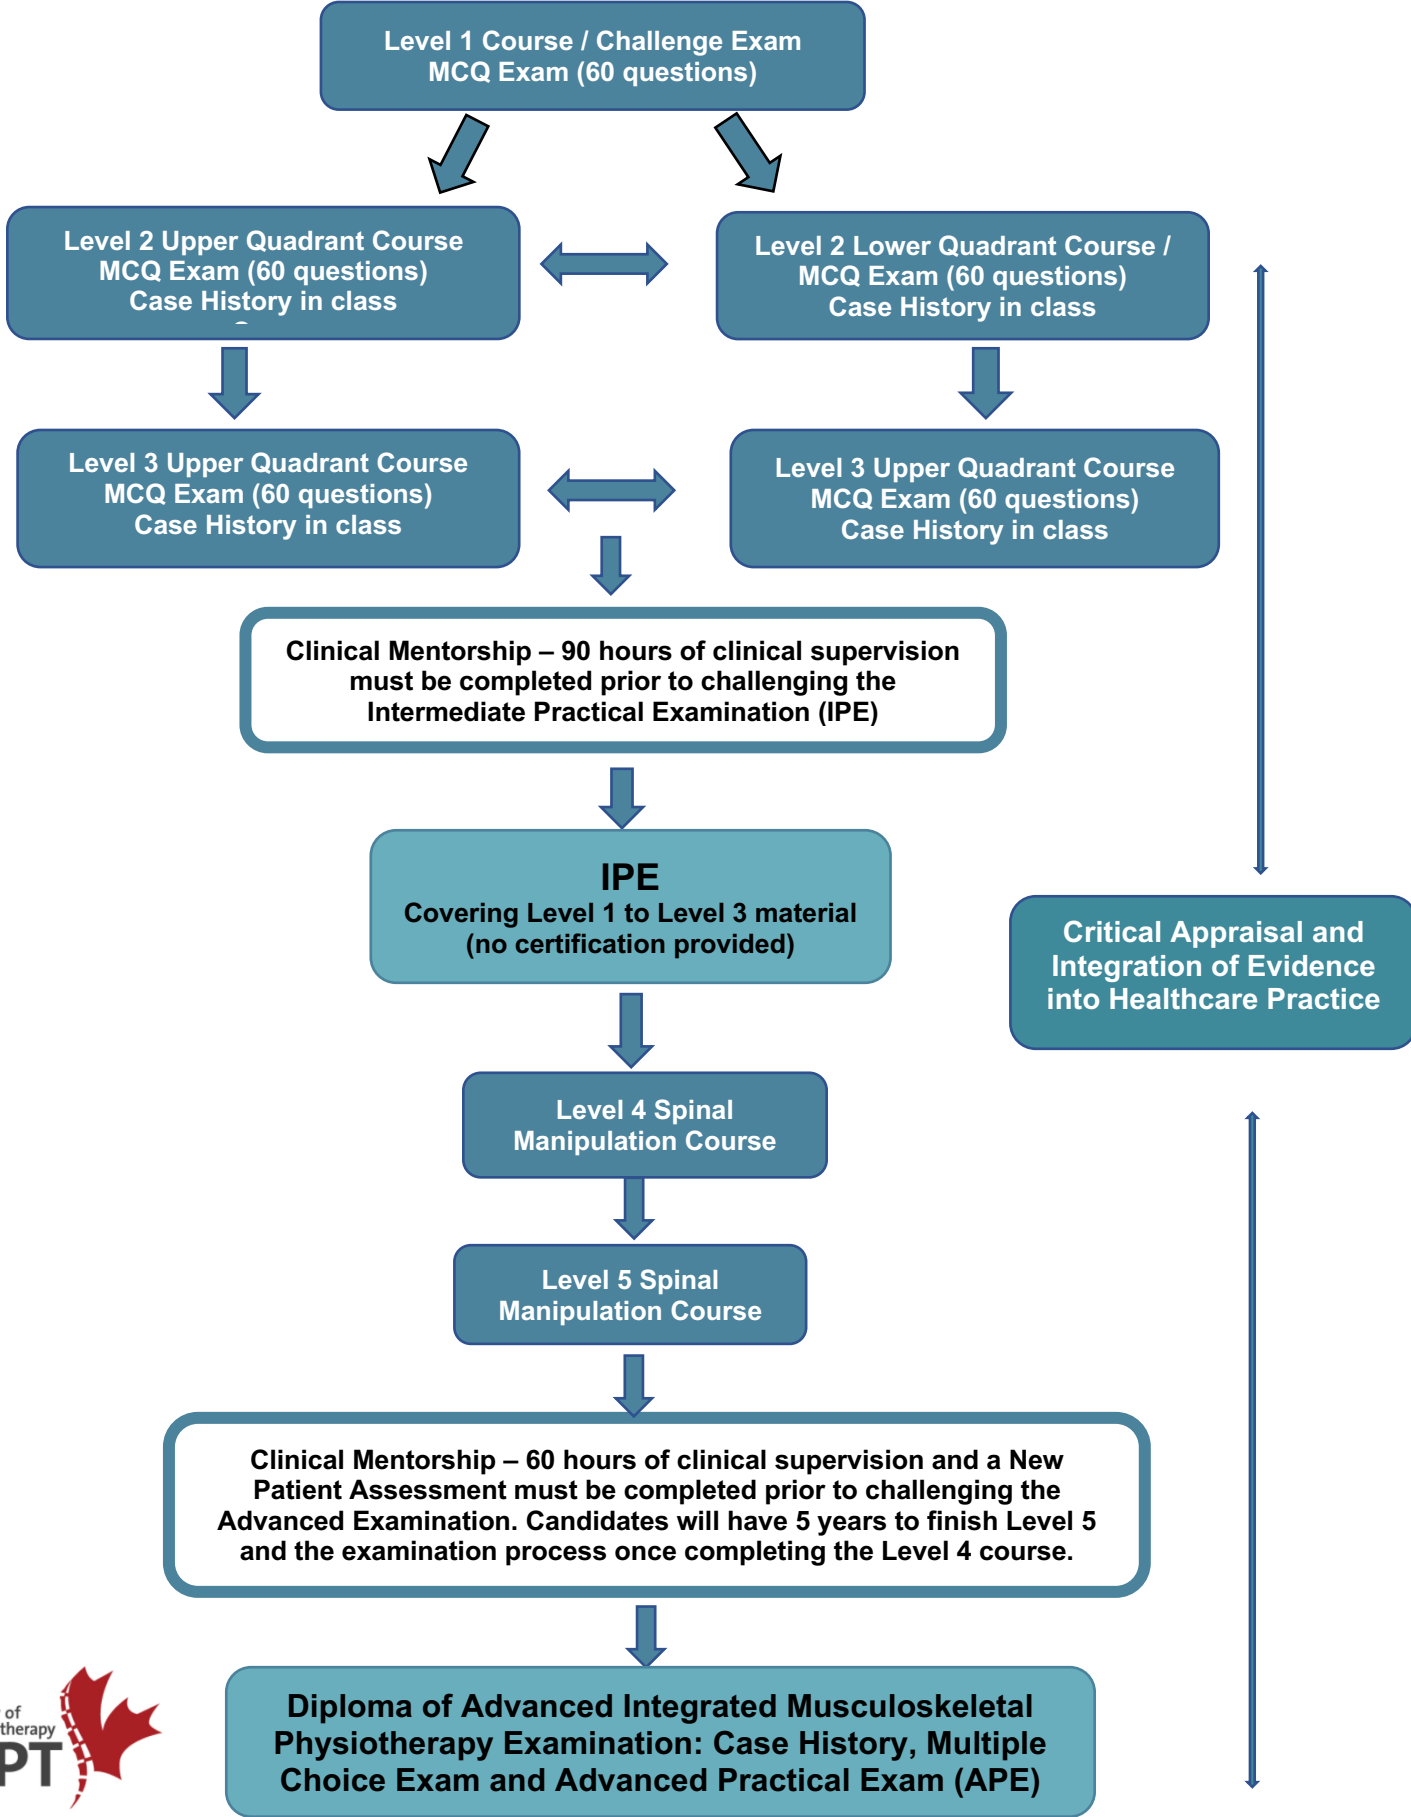 Level 1 Course / Challenge Exam
MCQ Exam (60 questions)
Level 2 Upper Quadrant Course
MCQ Exam (60 questions)
Case History in class
Level 2 Lower Quadrant Course /
MCQ Exam (60 questions)
Case History in class
Level 3 Upper Quadrant Course
MCQ Exam (60 questions)
Case History in class
Level 3 Upper Quadrant Course
MCQ Exam (60 questions)
Case History in class
Clinical Mentorship – 90 hours of clinical supervision
must be completed prior to challenging the
Intermediate Practical Examination (IPE)
IPE
Covering Level 1 to Level 3 material
(no certification provided)
Critical Appraisal and
Integration of Evidence
into Healthcare Practice
Level 4 Spinal
Manipulation Course
Level 5 Spinal
Manipulation Course
Clinical Mentorship – 60 hours of clinical supervision and a New
Patient Assessment must be completed prior to challenging the
Advanced Examination. Candidates will have 5 years to finish Level 5
and the examination process once completing the Level 4 course.
Diploma of Advanced Integrated Musculoskeletal
Physiotherapy Examination: Case History, Multiple
Choice Exam and Advanced Practical Exam (APE)
of
therapy
PT